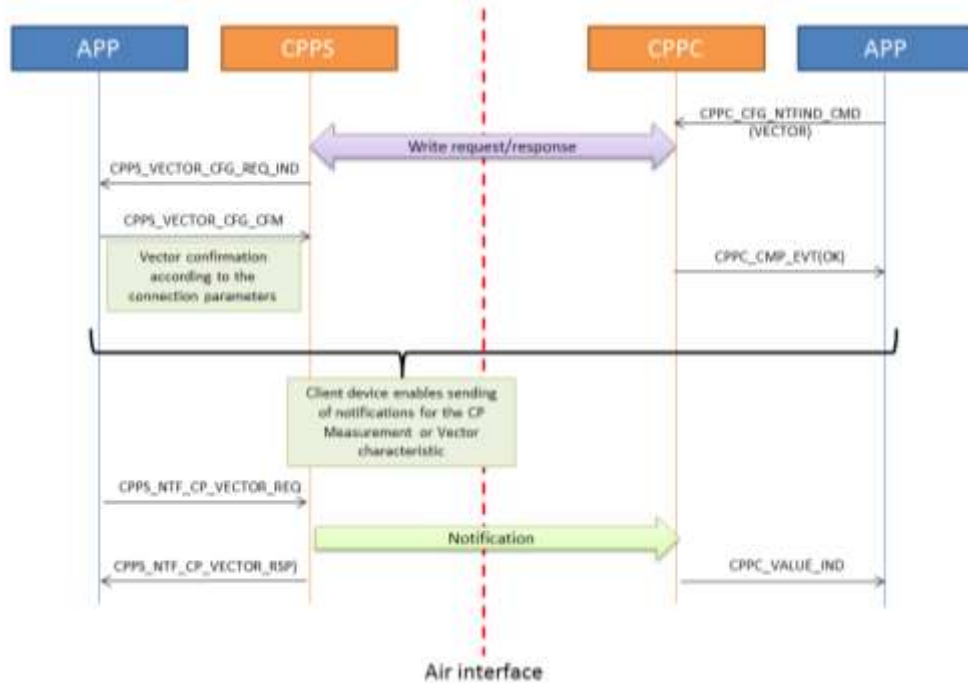 APP
CPPS
CPPC
APP
CPPC_CFG_NTFIND_CMD
(VECTOR)
Write request/response
CPPS_VECTOR_CFG_REQ_IND
CPPS_VECTOR_CFG_CFM
Vector confirmation
according to the
connection parameters
CPPC_CMP_EVT(OK)
Client device enables sending
of notifications for the CP
Measurement or Vector
characteristic
CPPS_NTF_CP_VECTOR_REQ
Notification
CPPS_NTF_CP_VECTOR_RSP)
CPPC_VALUE_IND
Air interface